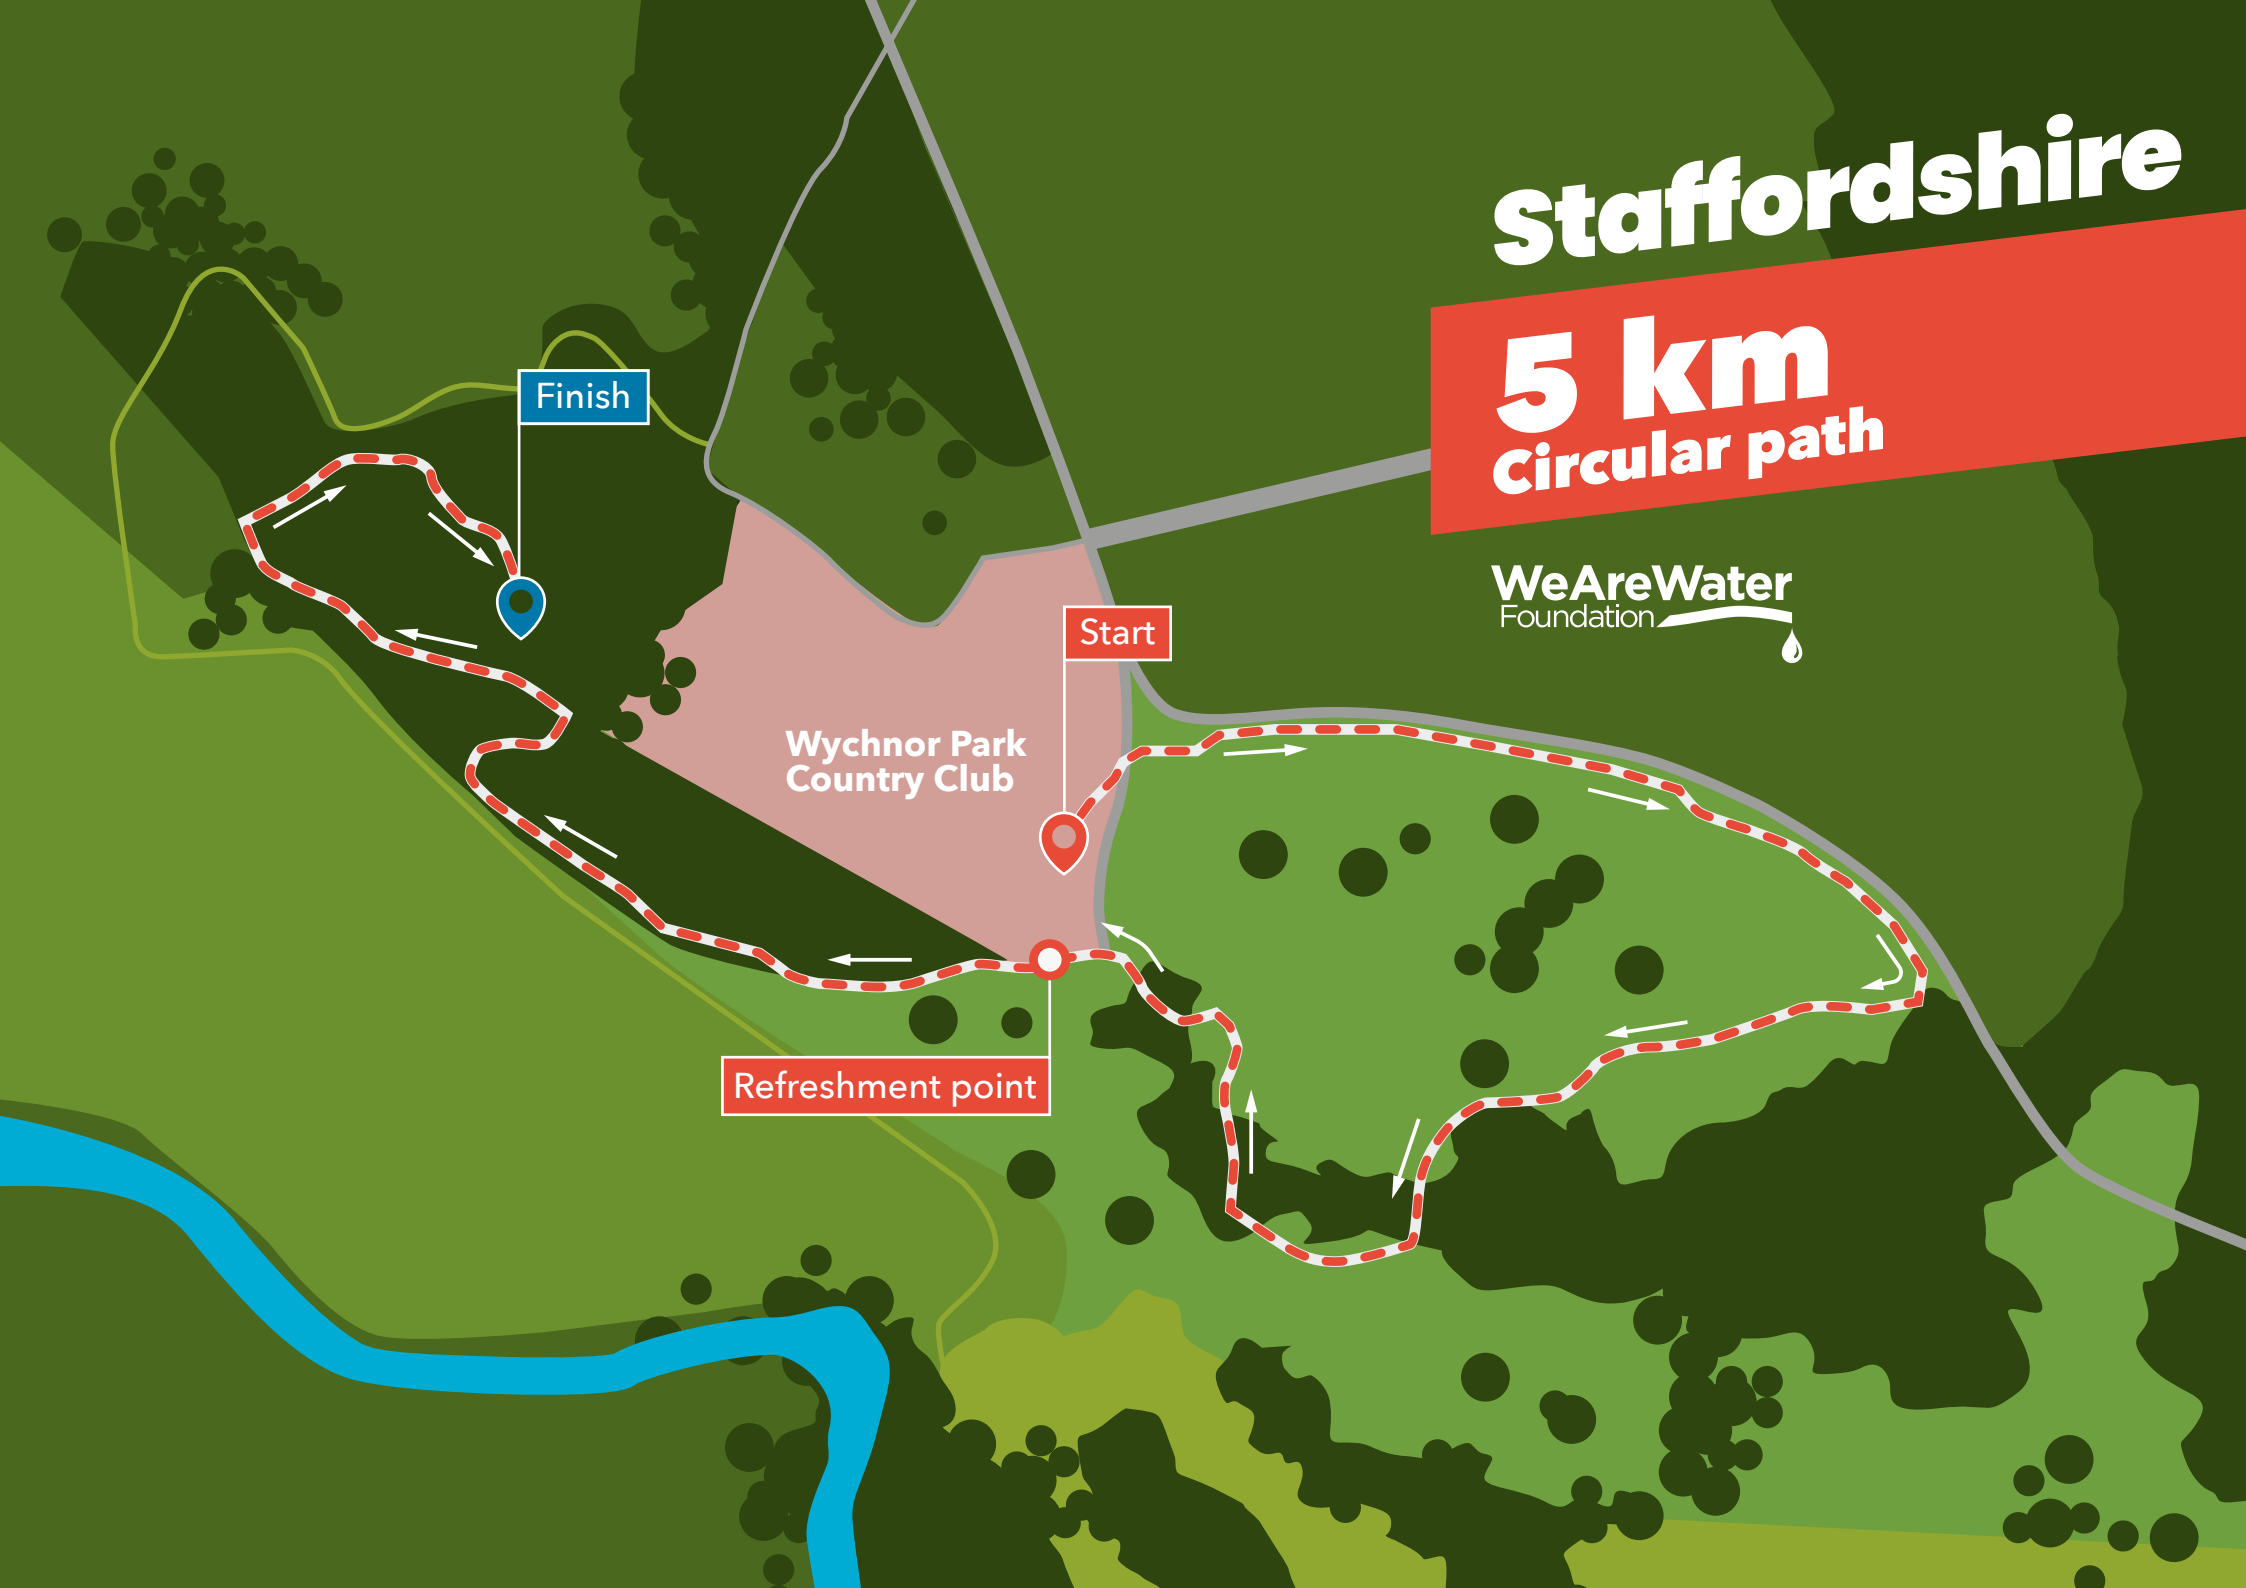 Staffordshire
5 km
Circular path
WeAreWater
Foundation
Finish
Start
Wychnor Park
Country Club
Refreshment point